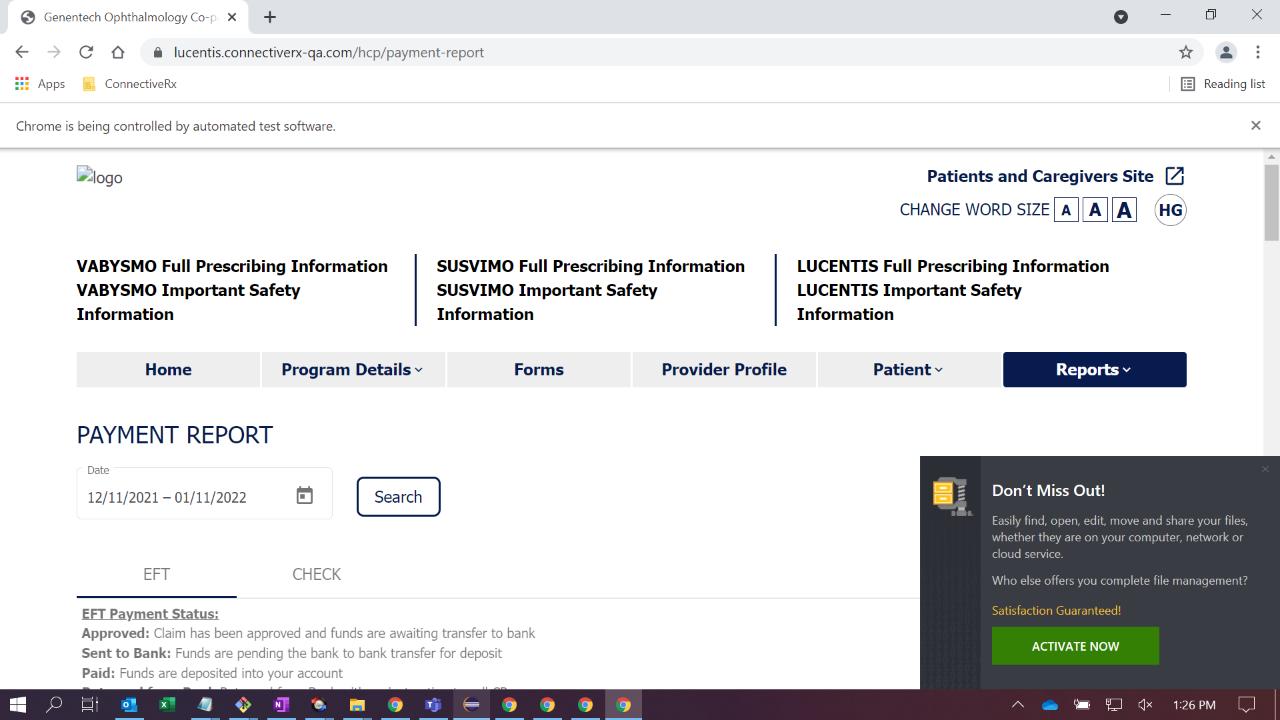 Genentech Ophthalmology Co-p
lucentis.connectiverx-qa.com/hcp/payment-report
Apps
ConnectiveRx
Reading list
Chrome is being controlled by automated test software.
logo
Patients and Caregivers Site
CHANGE WORD SIZE A A A HG
VABYSMO Full Prescribing Information
VABYSMO Important Safety
Information
SUSVIMO Full Prescribing Information
SUSVIMO Important Safety
Information
LUCENTIS Full Prescribing Information
LUCENTIS Important Safety
Information
Home Program Details Forms Provider Profile Patient Reports
PAYMENT REPORT
Date
12/11/2021 – 01/11/2022
Search
EFT CHECK
EFT Payment Status:
Approved: Claim has been approved and funds are awaiting transfer to bank
Sent to Bank: Funds are pending the bank to bank transfer for deposit
Paid: Funds are deposited into your account
Don't Miss Out!
Easily find, open, edit, move and share your files,
whether they are on your computer, network or
cloud service.
Who else offers you complete file management?
Satisfaction Guaranteed!
ACTIVATE NOW
1:26 PM